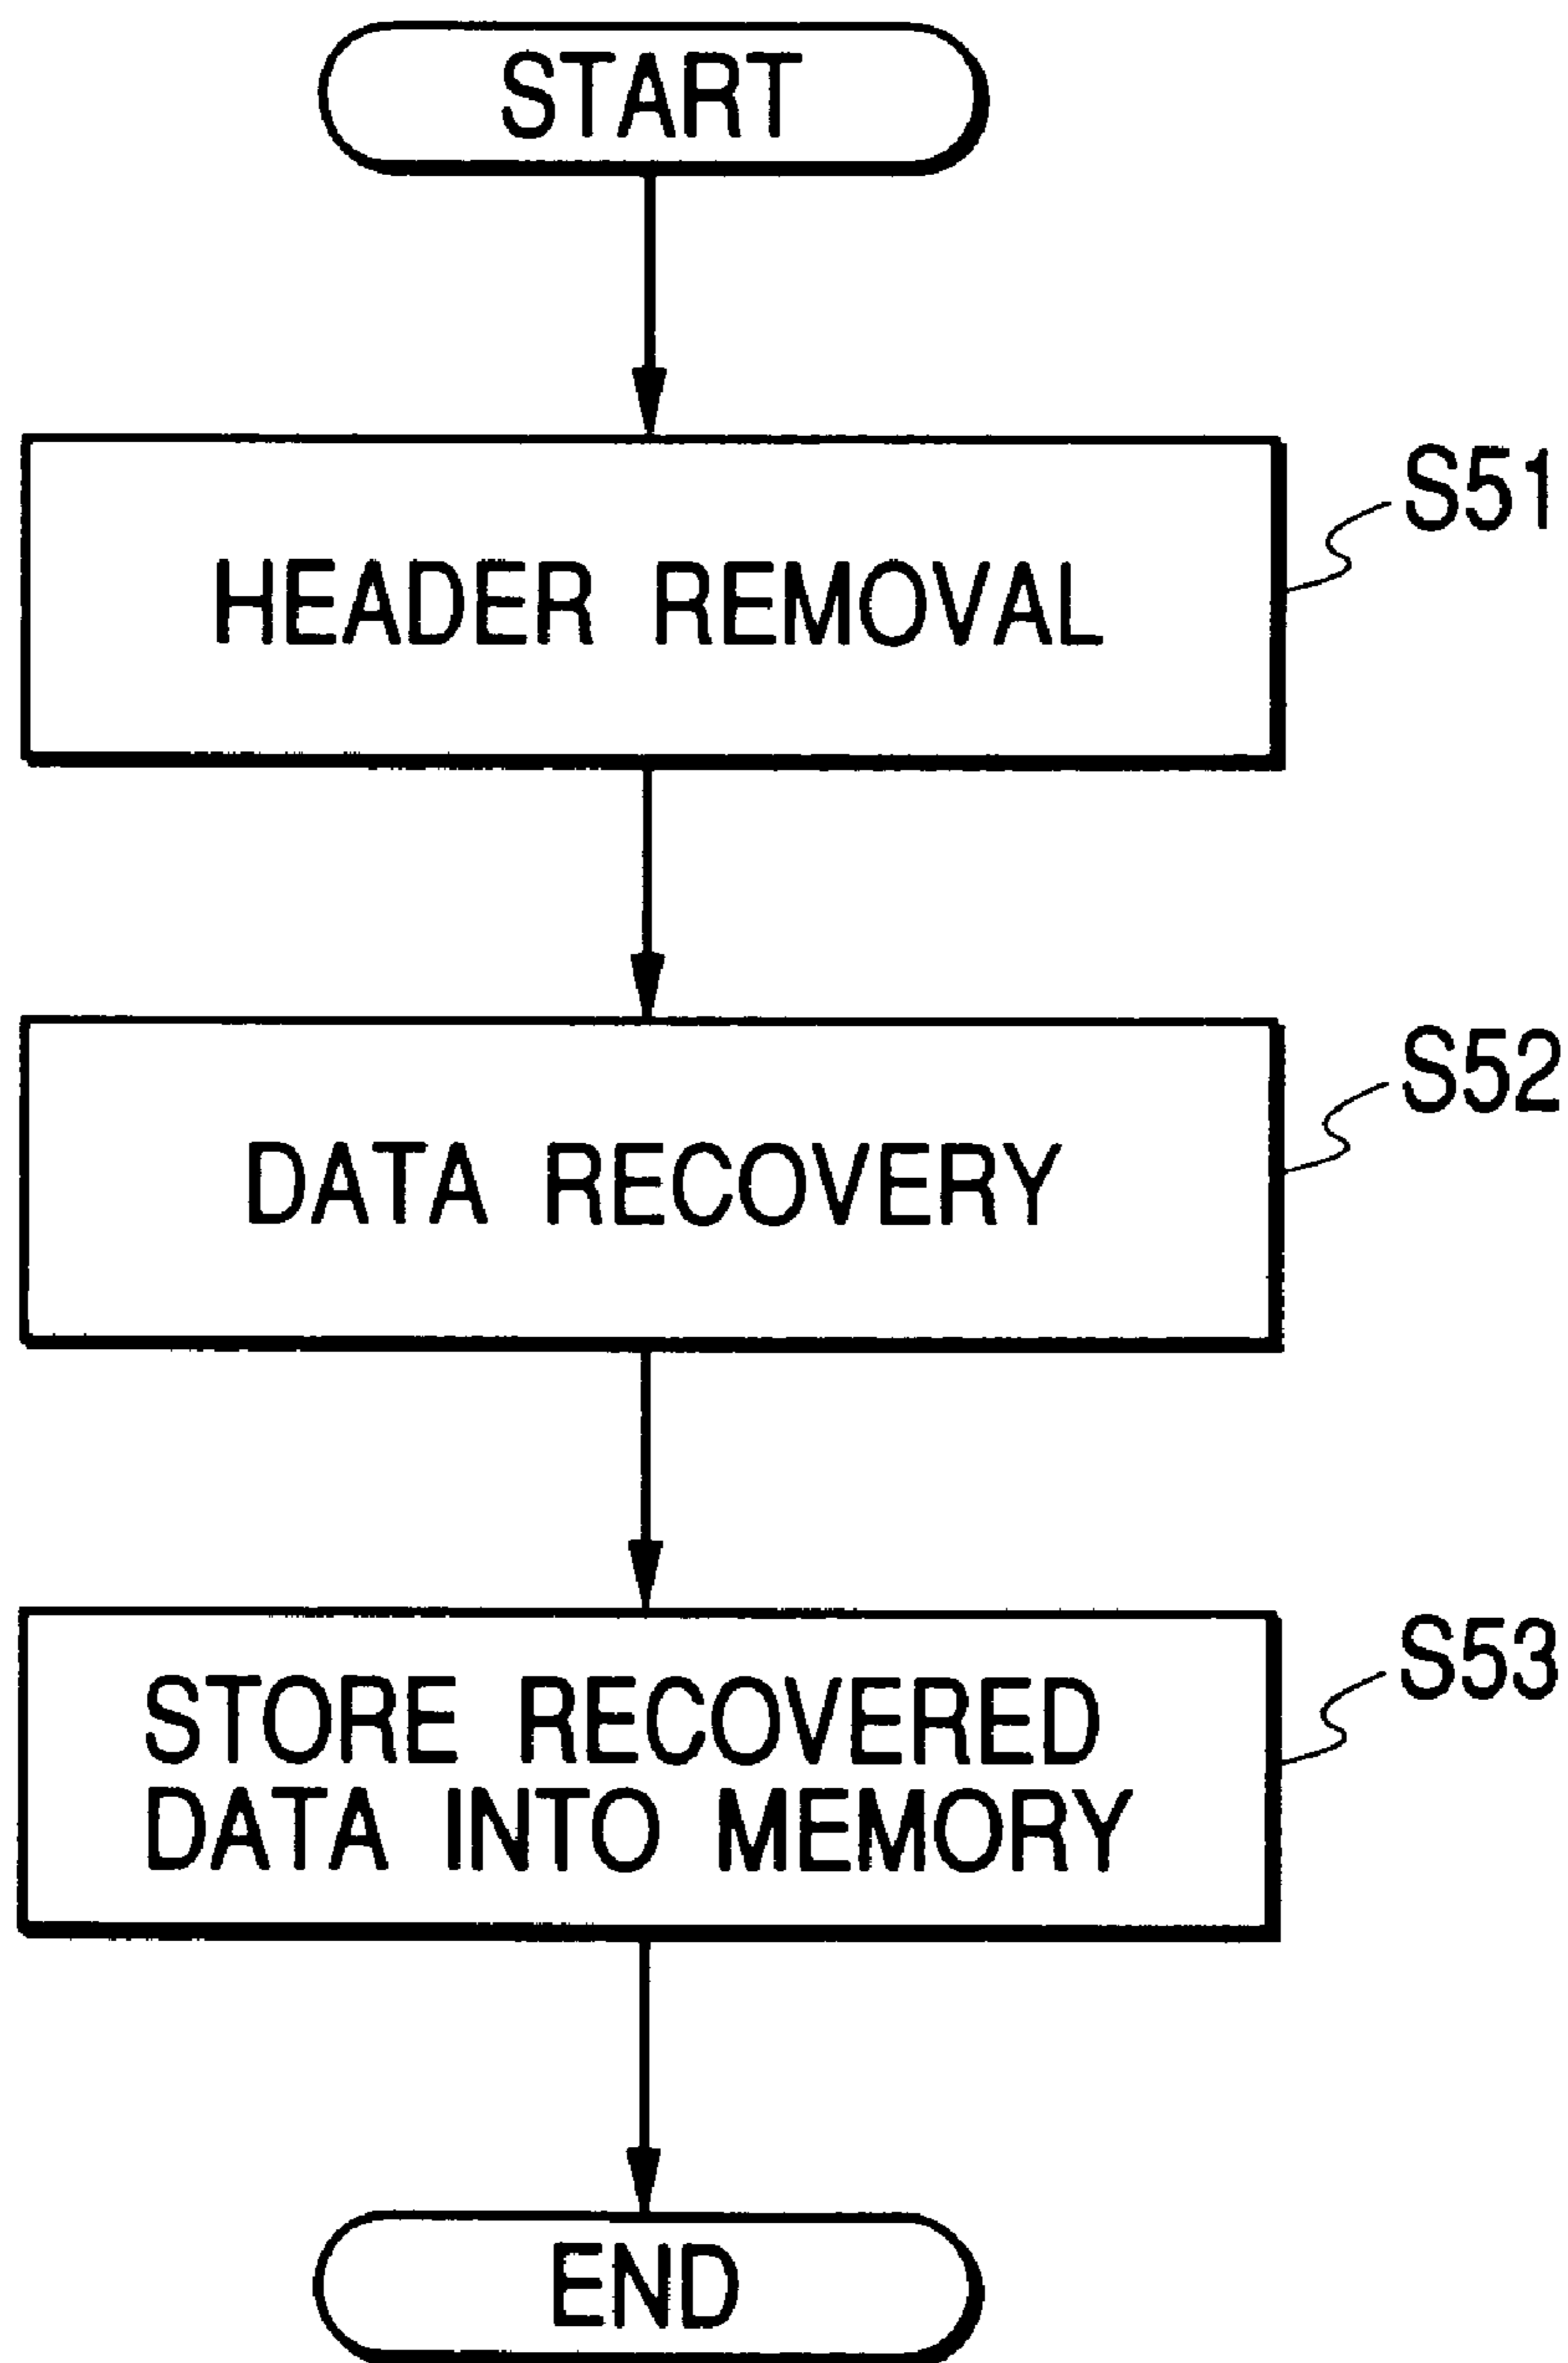 START
HEADER REMOVAL
S51
DATA RECOVERY
S52
STORE RECOVERED
DATA INTO MEMORY
S53
END